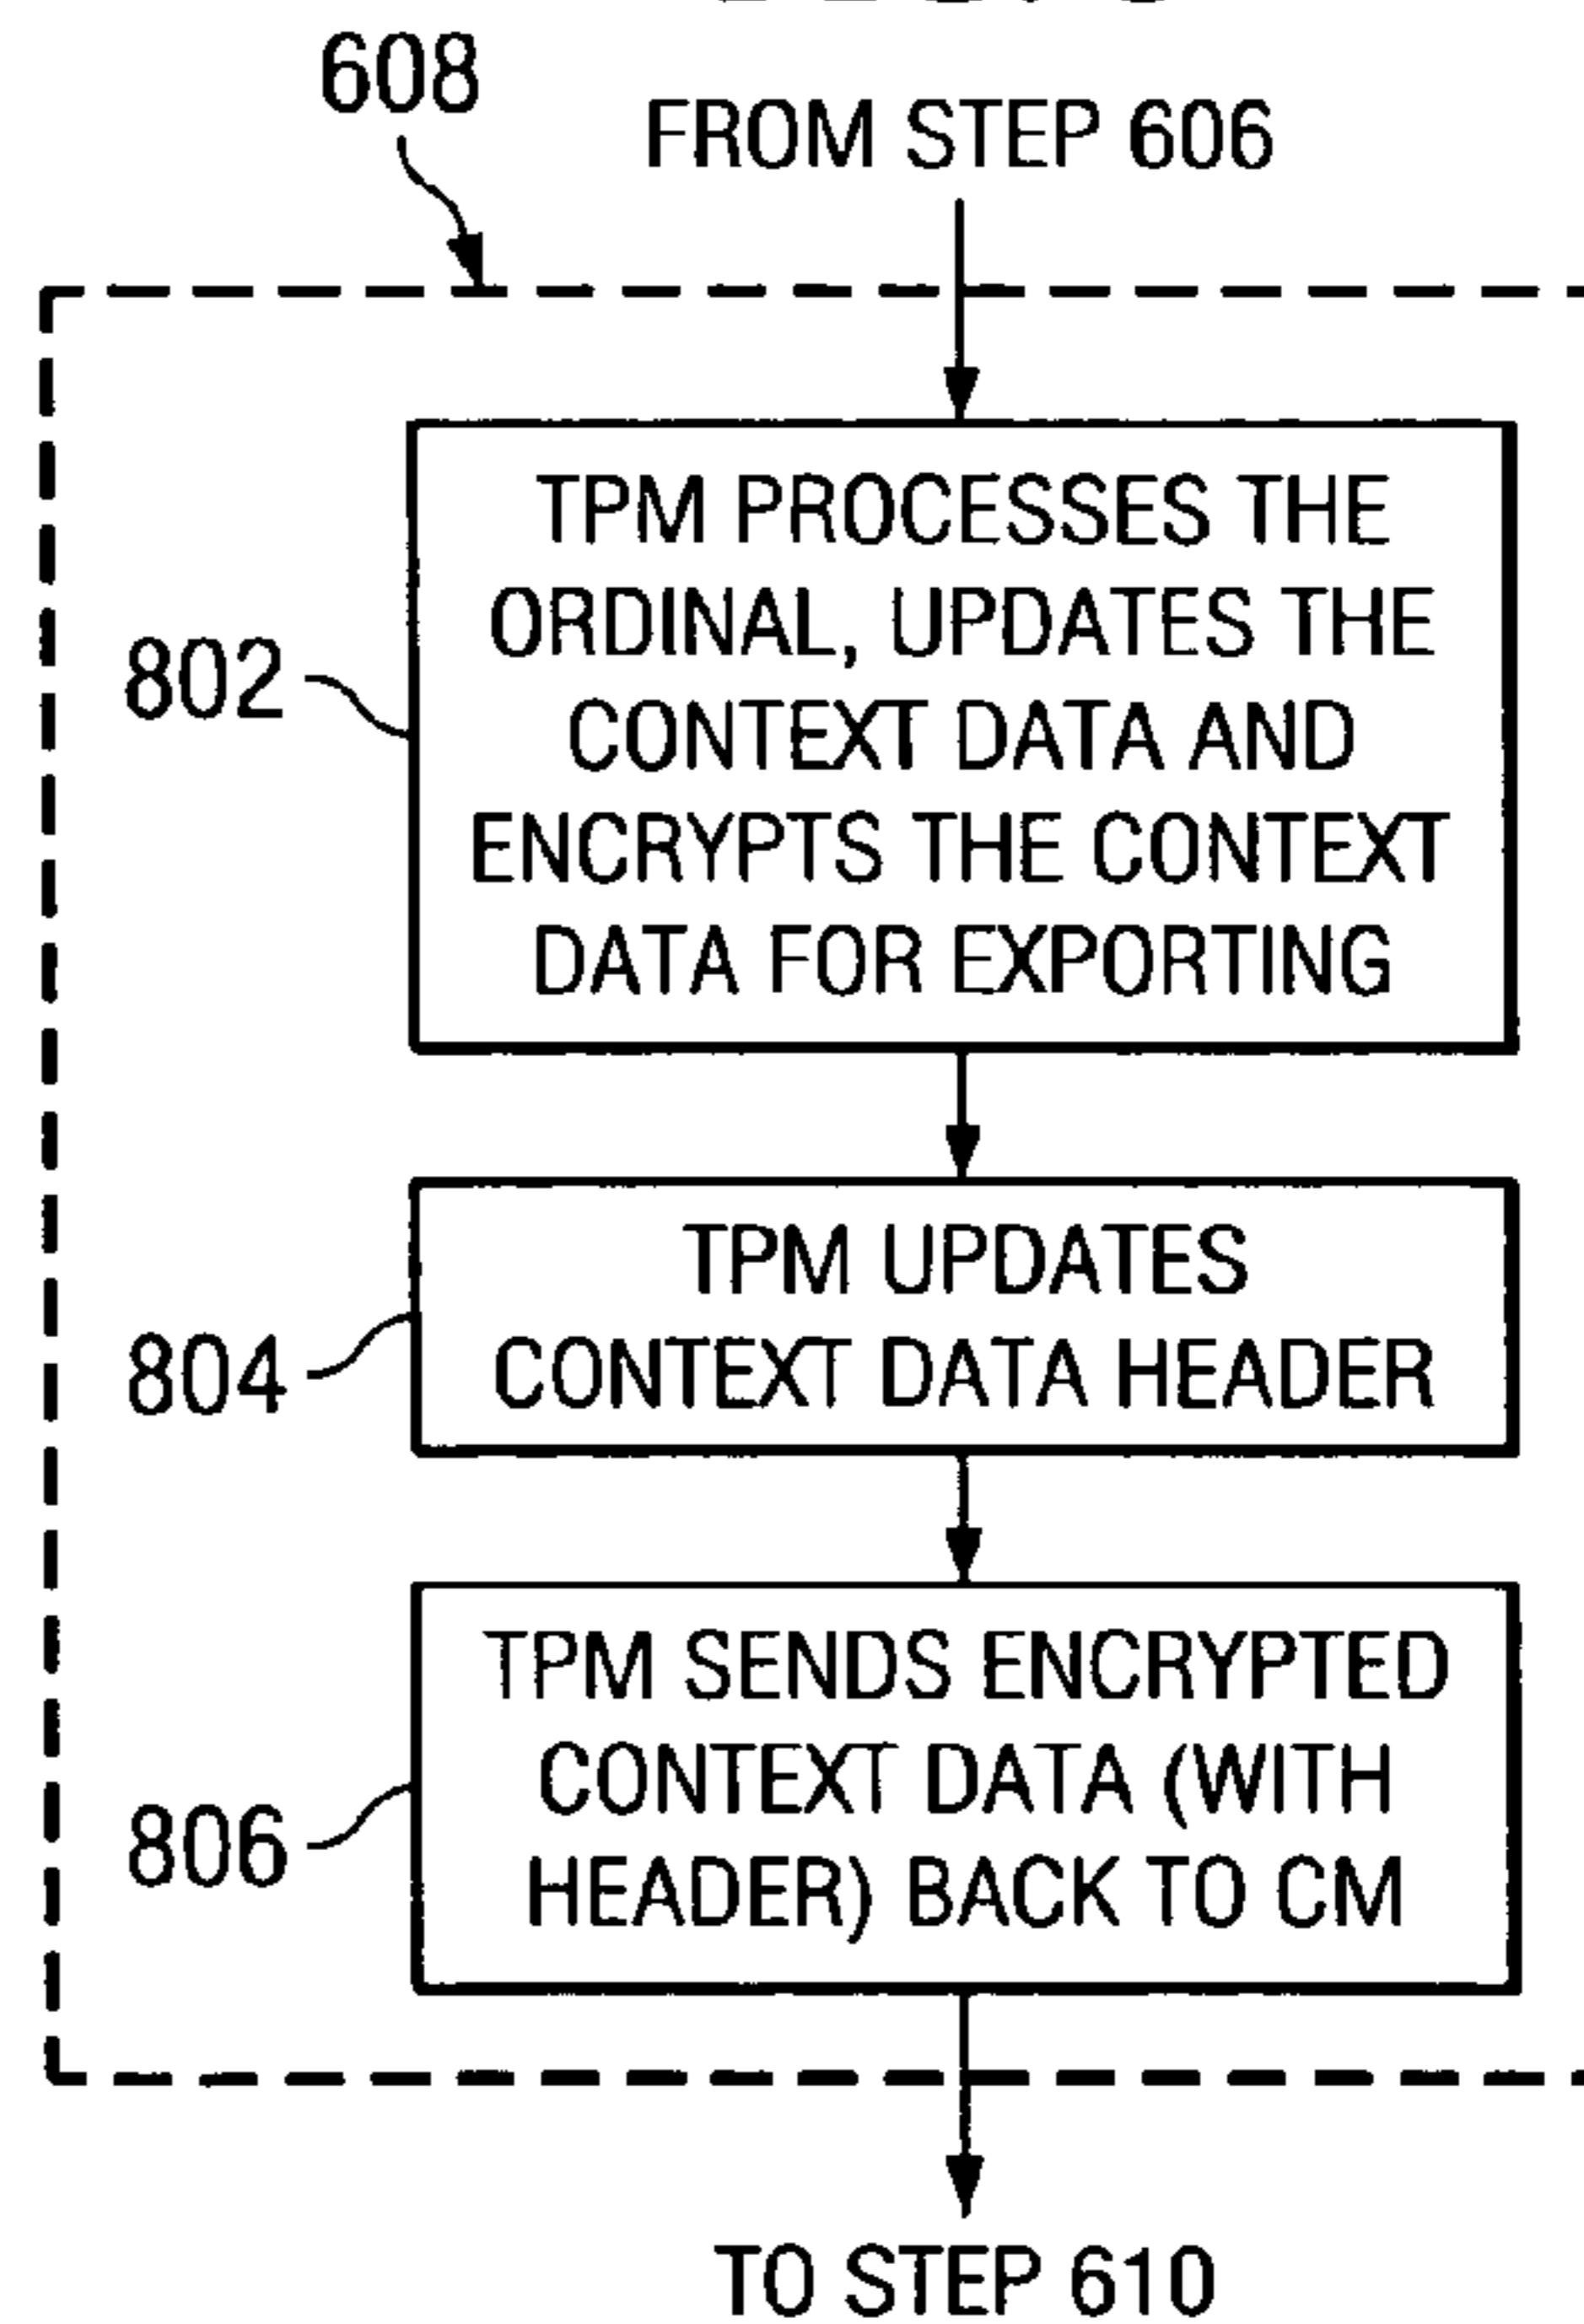 608
FROM STEP 606
802
TPM PROCESSES THE
ORDINAL, UPDATES THE
CONTEXT DATA AND
ENCRYPTS THE CONTEXT
DATA FOR EXPORTING
804
TPM UPDATES
CONTEXT DATA HEADER
806
TPM SENDS ENCRYPTED
CONTEXT DATA (WITH
HEADER) BACK TO CM
TO STEP 610